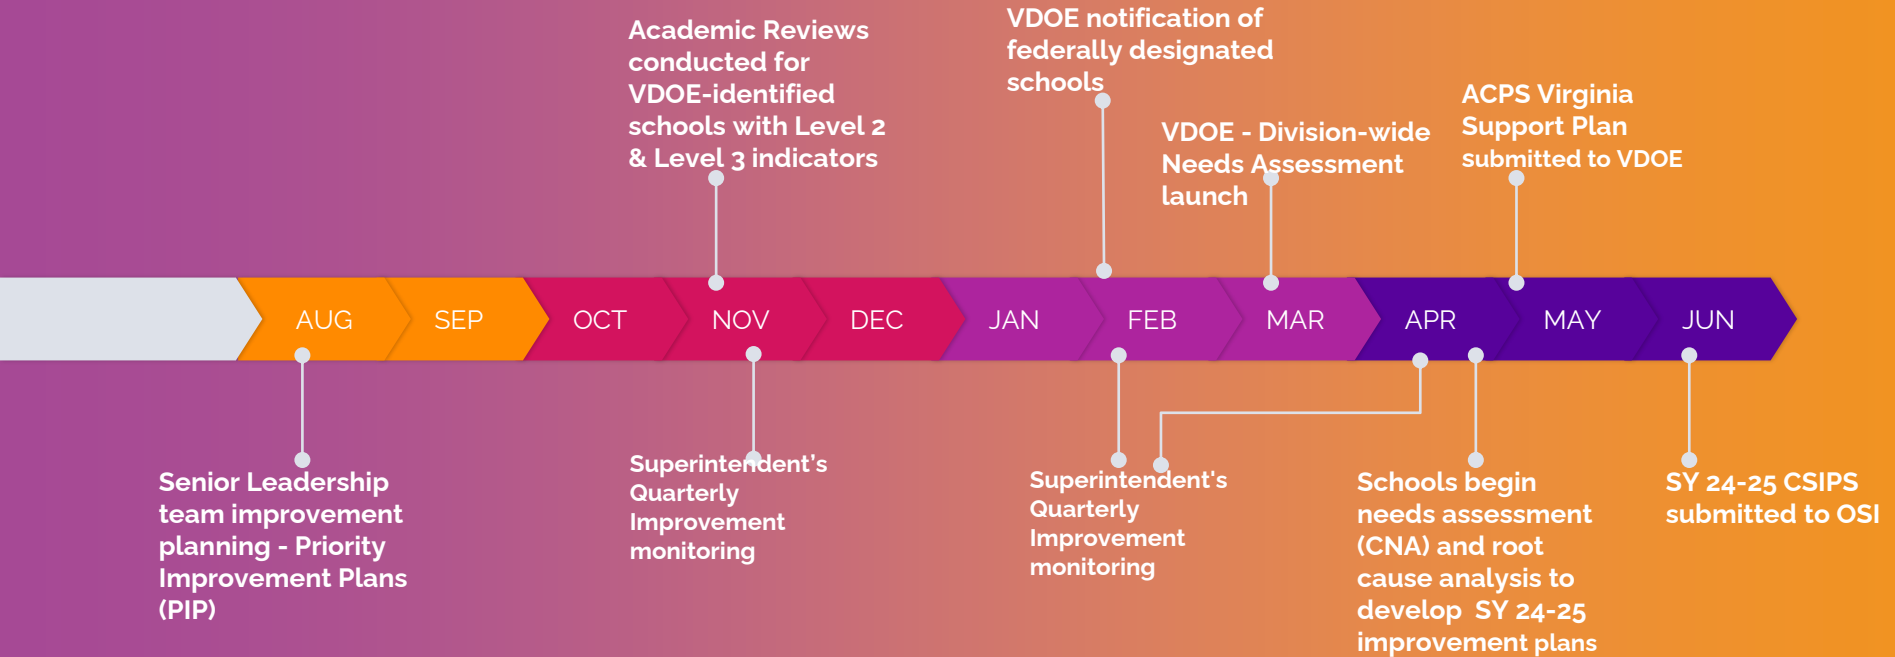 Academic Reviews
conducted for
VDOE-identified
schools with Level 2
& Level 3 indicators
VDOE notification of
federally designated
schools
VDOE - Division-wide
Needs Assessment
launch
ACPS Virginia
Support Plan
submitted to VDOE
AUG SEP OCT NOV DEC JAN FEB MAR APR MAY JUN
Senior Leadership
team improvement
planning - Priority
Improvement Plans
(PIP)
Superintendent’s
Quarterly
Improvement
monitoring
Superintendent's
Quarterly
Improvement
monitoring
Schools begin
needs assessment
(CNA) and root
cause analysis to
develop  SY 24-25
improvement plans
SY 24-25 CSIPS
submitted to OSI